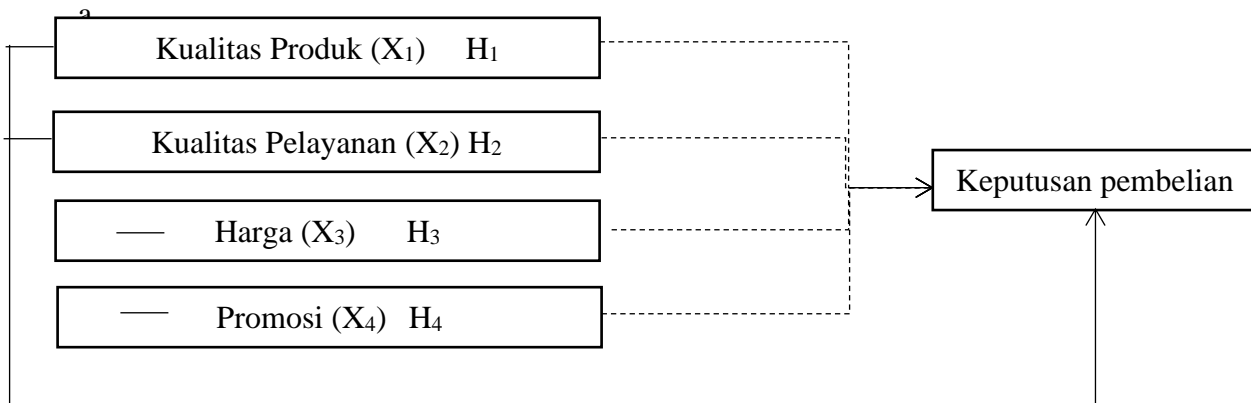 a
Kualitas Produk (X₁) H₁
Kualitas Pelayanan (X₂) H₂
Keputusan pembelian
Harga (X₃) H₃
Promosi (X₄) H₄